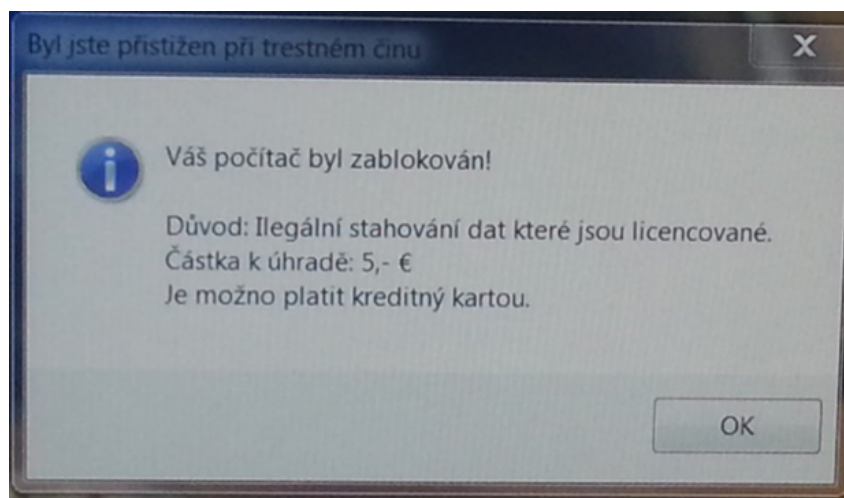 Byl jste přistižen při trestném činu
Váš počítač byl zablokován!
Důvod: Ilegální stahování dat které jsou licencované.
Částka k úhradě: 5,- €
Je možno platit kreditný kartou.
OK